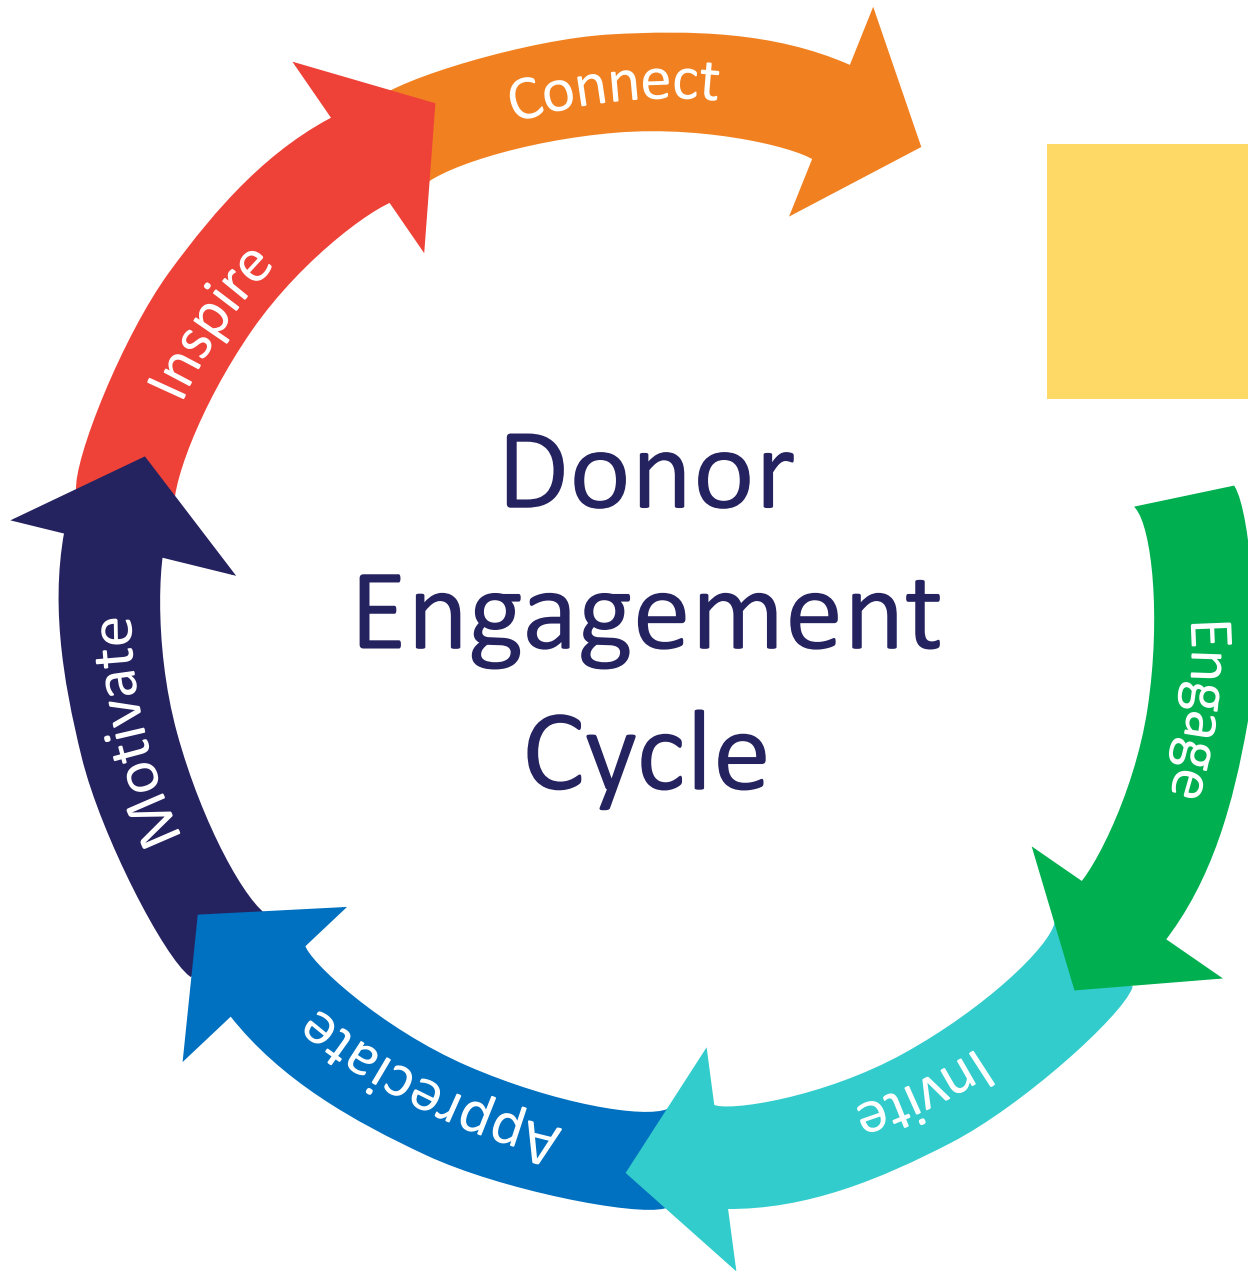 Connect
Inspire
Donor
Engagement
Cycle
Engage
Motivate
Invite
Appreciate